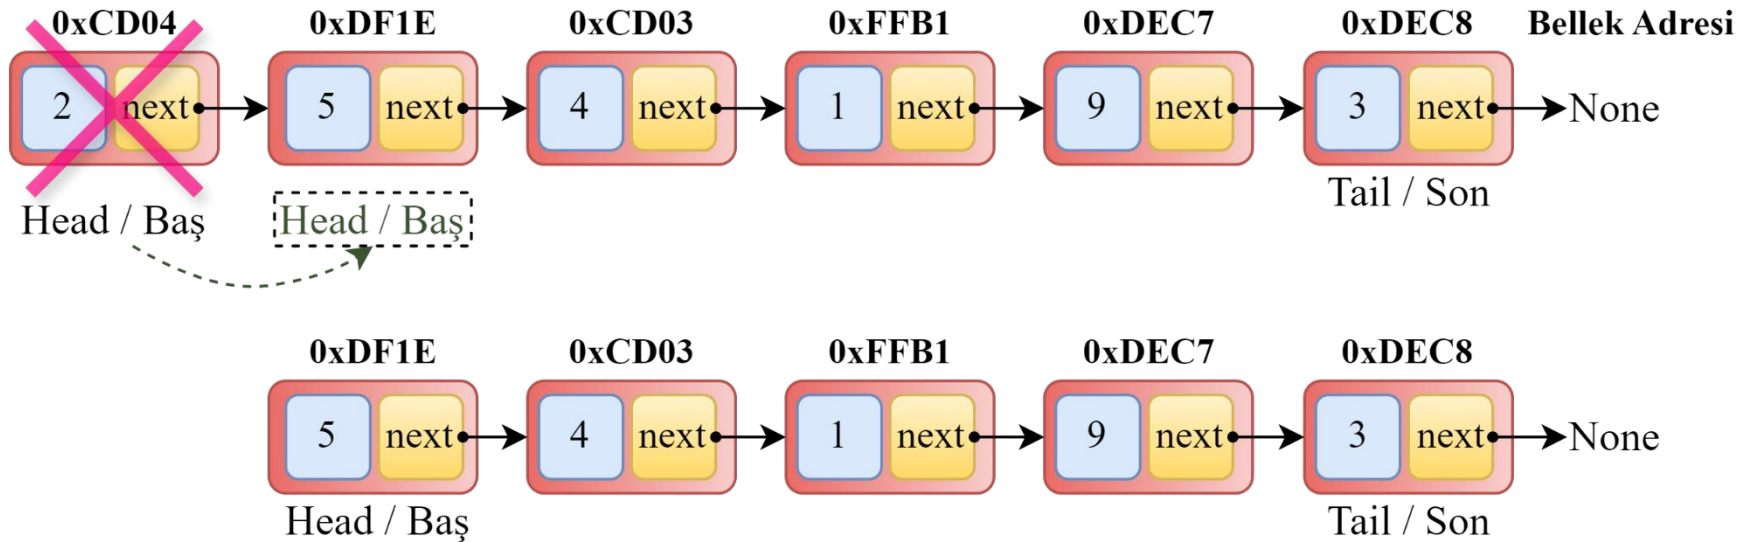 0xCD04 0xDF1E 0xCD03 0xFFB1 0xDEC7 0xDEC8 Bellek Adresi
2 next 5 next 4 next 1 next 9 next 3 next None
Head / Baş Head / Baş Tail / Son
0xDF1E 0xCD03 0xFFB1 0xDEC7 0xDEC8
5 next 4 next 1 next 9 next 3 next None
Head / Baş Tail / Son